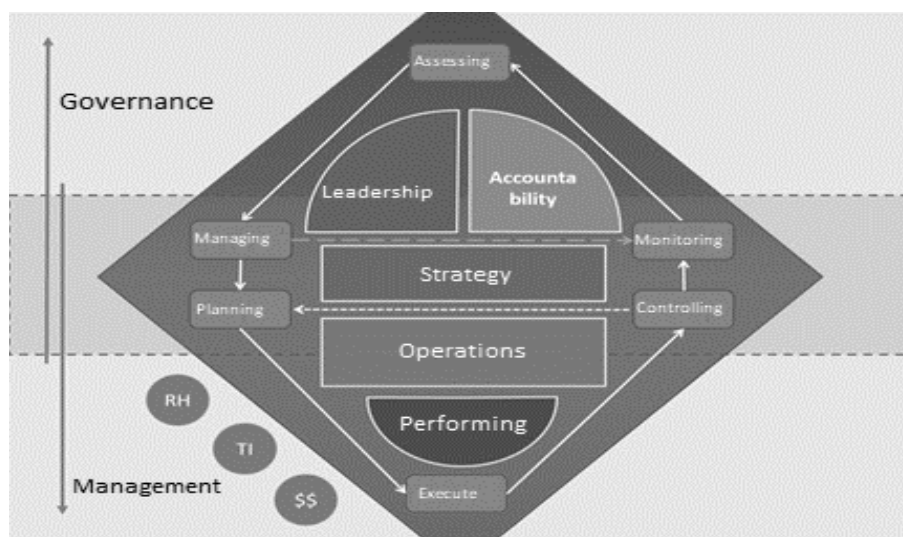 Assessing
Governance
Leadership
Accounta
bility
Managing
Monitoring
Strategy
Planning
Controlling
Operations
RH
Performing
TI
Management
$$
Execute